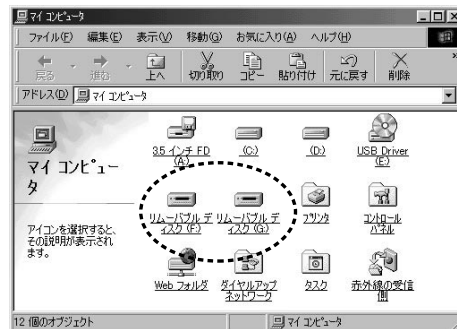 マイ コンピュータ
ファイル(F) 編集(E) 表示(V) 移動(G) お気に入り(A) ヘルプ(H)
戻る 進む 上へ 切り取り コピー 貼り付け 元に戻す 削除
アドレス(D) マイ コンピュータ
マイ コンピュー
タ
アイコンを選択すると、
その説明が表示され
ます。
3.5 インチ FD
(A:)
(C:)
(D:)
USB Driver
(E:)
リムーバブル デ
ィスク (F:)
リムーバブル デ
ィスク (G:)
プリンタ
コントロール
パネル
Web フォルダ
ダイヤルアップ
ネットワーク
タスク
赤外線の受信
側
12 個のオブジェクト
マイ コンピュータ